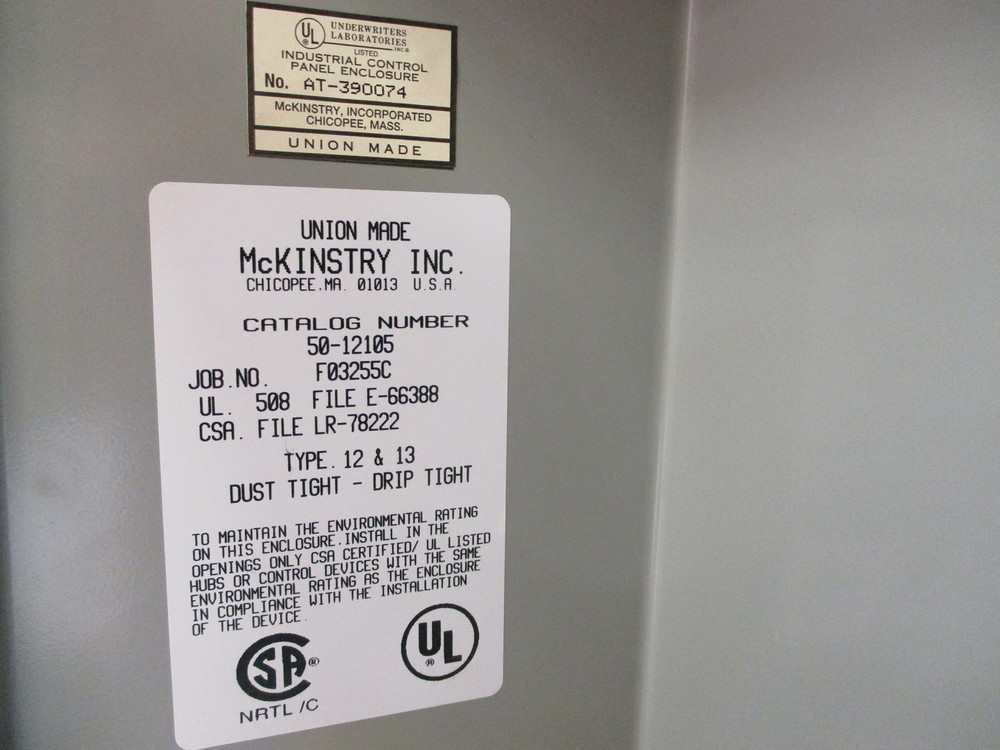 UL®
UNDERWRITERS
LABORATORIES
INC.®
LISTED
INDUSTRIAL CONTROL
PANEL ENCLOSURE
No. AT-390074
McKINSTRY, INCORPORATED
CHICOPEE, MASS.
UNION MADE
UNION MADE
McKINSTRY INC.
CHICOPEE.MA. 01013 U.S.A.
CATALOG NUMBER
50-12105
JOB.NO. F03255C
UL. 508 FILE E-66388
CSA. FILE LR-78222
TYPE.12 & 13
DUST TIGHT - DRIP TIGHT
TO MAINTAIN THE ENVIRONMENTAL RATING
ON THIS ENCLOSURE.INSTALL IN THE
OPENINGS ONLY CSA CERTIFIED/ UL LISTED
HUBS OR CONTROL DEVICES WITH THE SAME
ENVIRONMENTAL RATING AS THE ENCLOSURE
IN COMPLIANCE WITH THE INSTALLATION
OF THE DEVICE.
CSA®
NRTL/C
UL®